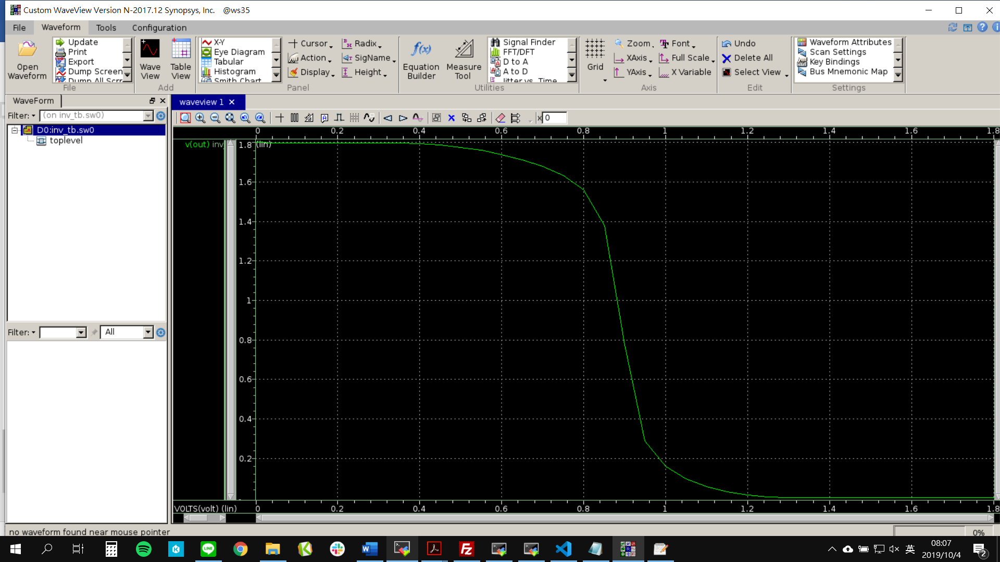 Custom WaveView Version N-2017.12 Synopsys, Inc. @ws35
File Waveform Tools Configuration
Open Waveform
Update
Print
Export
Dump Screen
File
Wave View
Table View
Add
X-Y
Eye Diagram
Tabular
Histogram
Smith Chart
Cursor
Action
Display
Radix
SigName
Height
Panel
Equation Builder
Measure Tool
Signal Finder
FFT/DFT
D to A
A to D
Jitter vs. Time
Utilities
Grid
Zoom
XAxis
YAxis
Font
Full Scale
X Variable
Axis
Undo
Delete All
Select View
Edit
Waveform Attributes
Scan Settings
Key Bindings
Bus Mnemonic Map
Settings
WaveForm
Filter: (on inv_tb.sw0)
D0:inv_tb.sw0
toplevel
Filter: All
waveview 1
x 0
0 0.2 0.4 0.6 0.8 1 1.2 1.4 1.6 1.8
v(out) inv
(lin)
1.8
1.6
1.4
1.2
1
0.8
0.6
0.4
0.2
VOLTS(volt) (lin) 0 0.2 0.4 0.6 0.8 1 1.2 1.4 1.6 1.8
no waveform found near mouse pointer
0%
英
08:07
2019/10/4
2